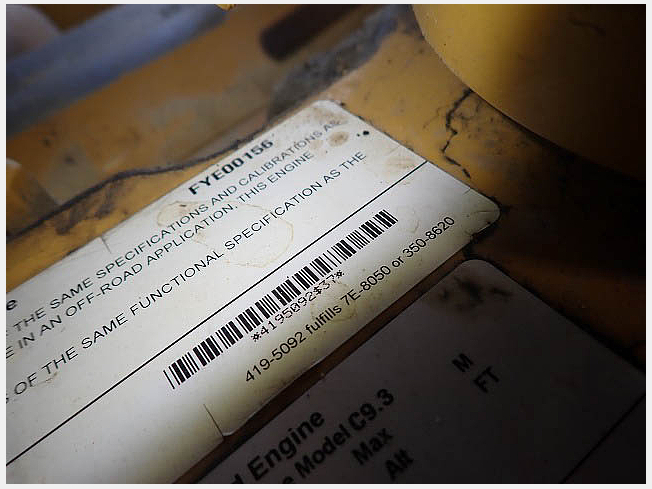 FYE00156
THE SAME SPECIFICATIONS AND CALIBRATIONS AS
IN AN OFF-ROAD APPLICATION. THIS ENGINE
OF THE SAME FUNCTIONAL SPECIFICATION AS THE
*4195092$37*
419-5092 fulfills 7E-8050 or 350-8620
Engine
Model C9.3
Max
Alt
M
FT